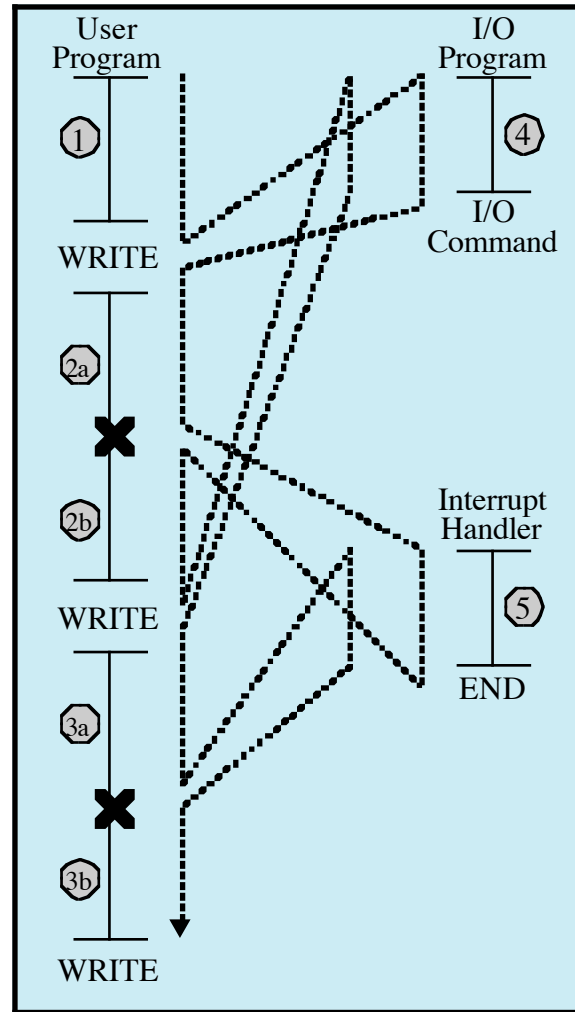 User
Program
1
WRITE
2a
2b
WRITE
3a
3b
WRITE
I/O
Program
4
I/O
Command
Interrupt
Handler
5
END